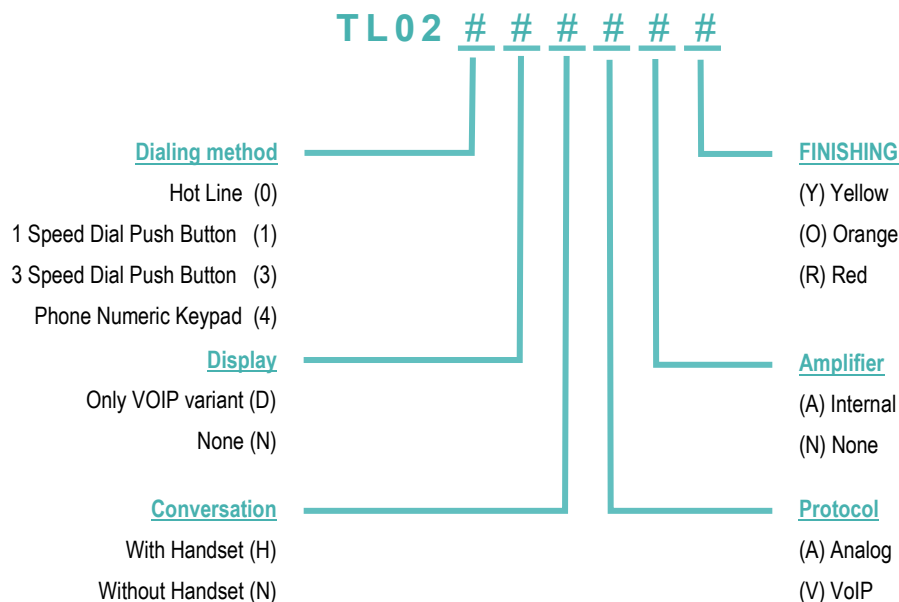 TL02 # # # # # #
Dialing method
Hot Line (0)
1 Speed Dial Push Button (1)
3 Speed Dial Push Button (3)
Phone Numeric Keypad (4)
Display
Only VOIP variant (D)
None (N)
Conversation
With Handset (H)
Without Handset (N)
FINISHING
(Y) Yellow
(O) Orange
(R) Red
Amplifier
(A) Internal
(N) None
Protocol
(A) Analog
(V) VoIP